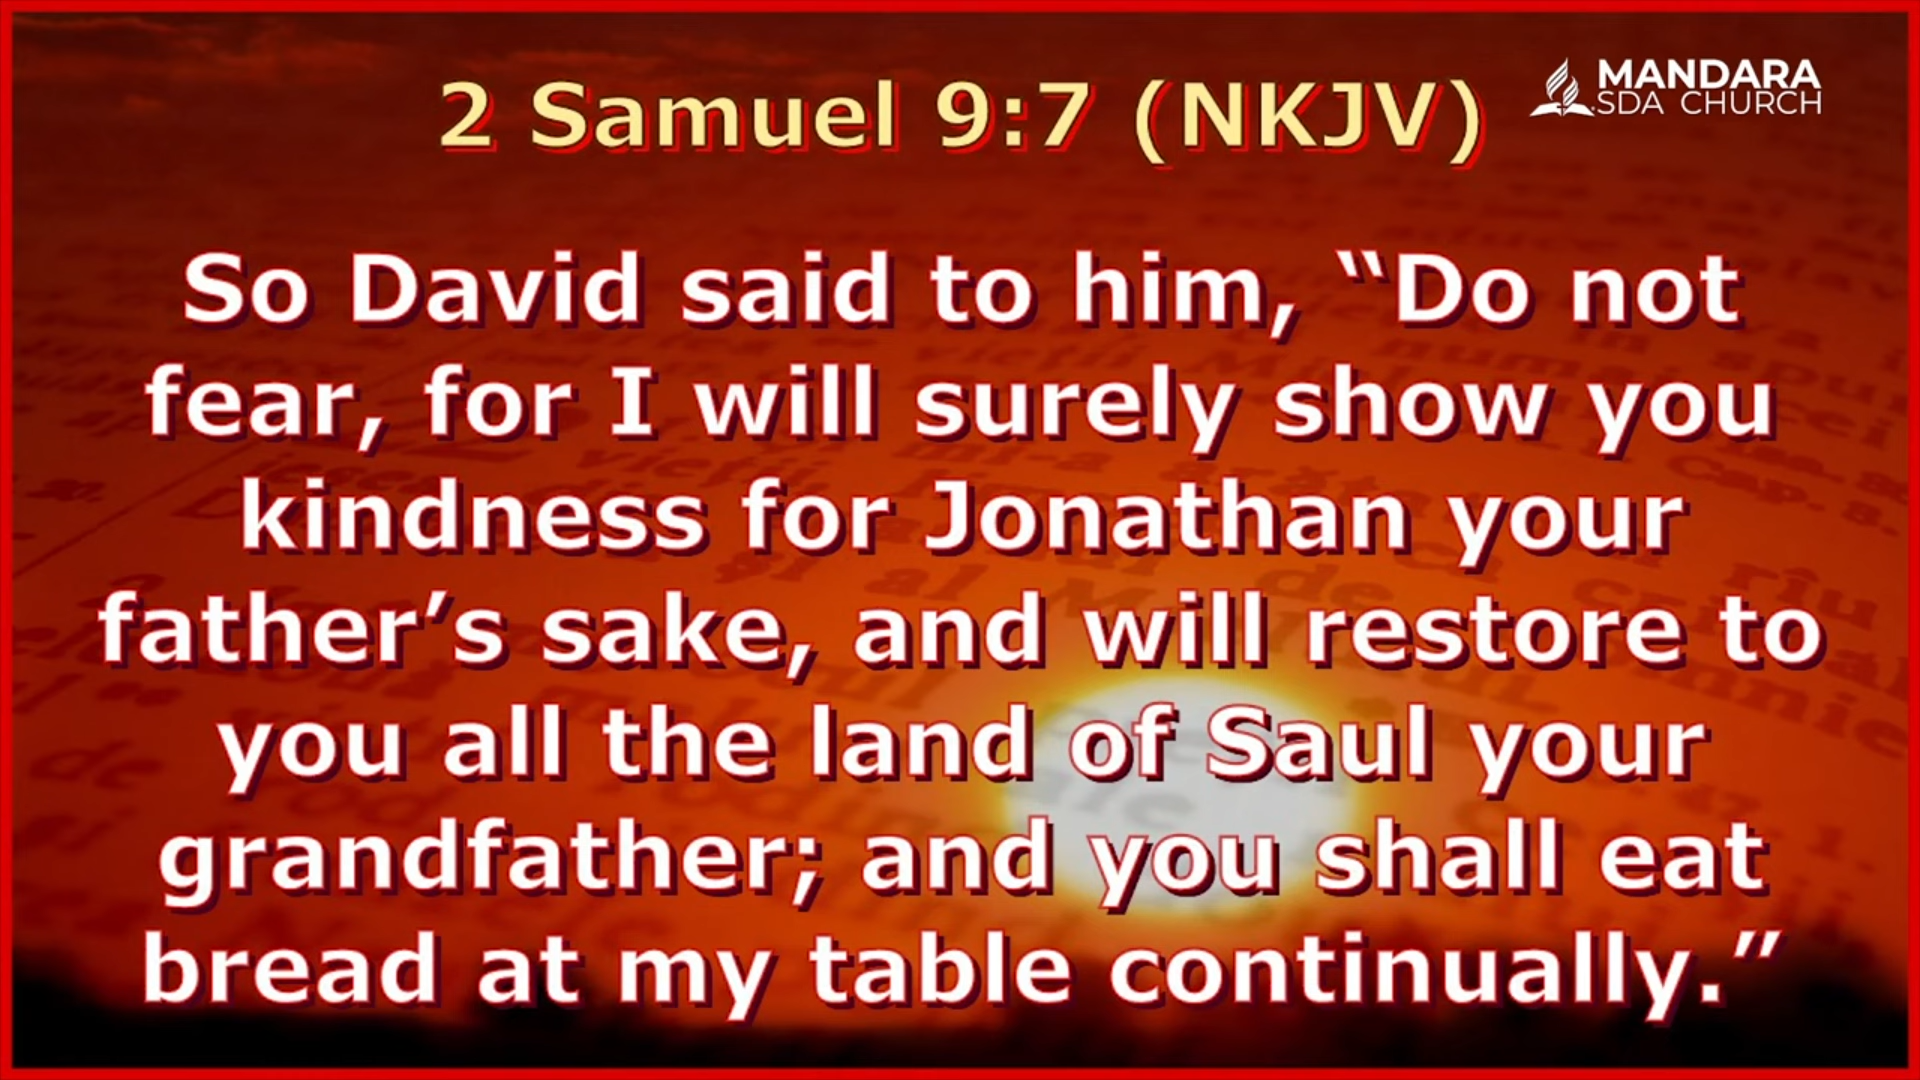 2 Samuel 9:7 (NKJV)
MANDARA
SDA CHURCH
So David said to him, “Do not
fear, for I will surely show you
kindness for Jonathan your
father’s sake, and will restore to
you all the land of Saul your
grandfather; and you shall eat
bread at my table continually.”